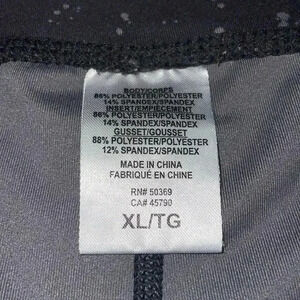 BODY/CORPS
86% POLYESTER/POLYESTER
14% SPANDEX/SPANDEX
INSERT/EMPIÈCEMENT
86% POLYESTER/POLYESTER
14% SPANDEX/SPANDEX
GUSSET/GOUSSET
88% POLYESTER/POLYESTER
12% SPANDEX/SPANDEX
MADE IN CHINA
FABRIQUÉ EN CHINE
RN# 50369
CA# 45790
XL/TG